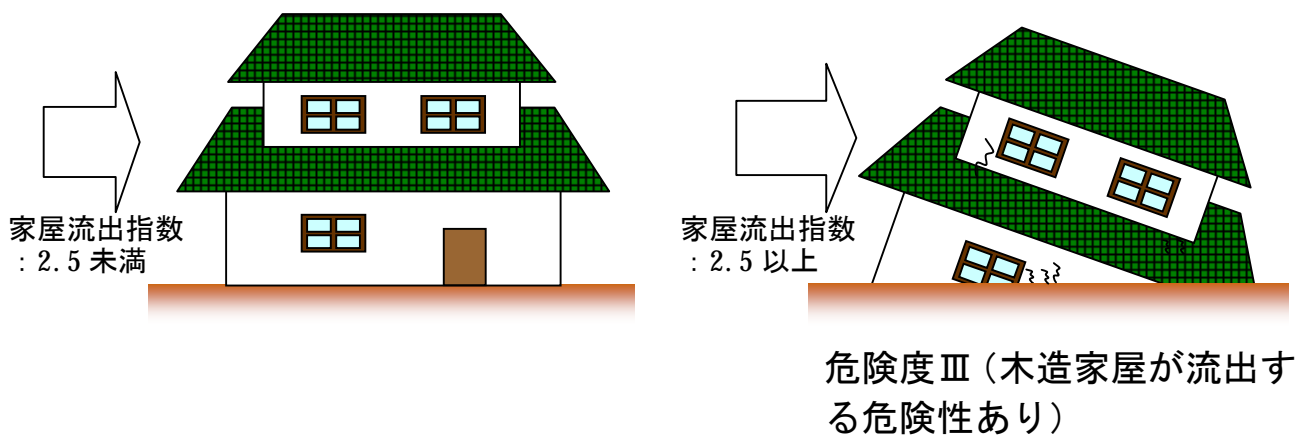 家屋流出指数
：2.5未満
家屋流出指数
：2.5以上
危険度Ⅲ（木造家屋が流出す
る危険性あり）